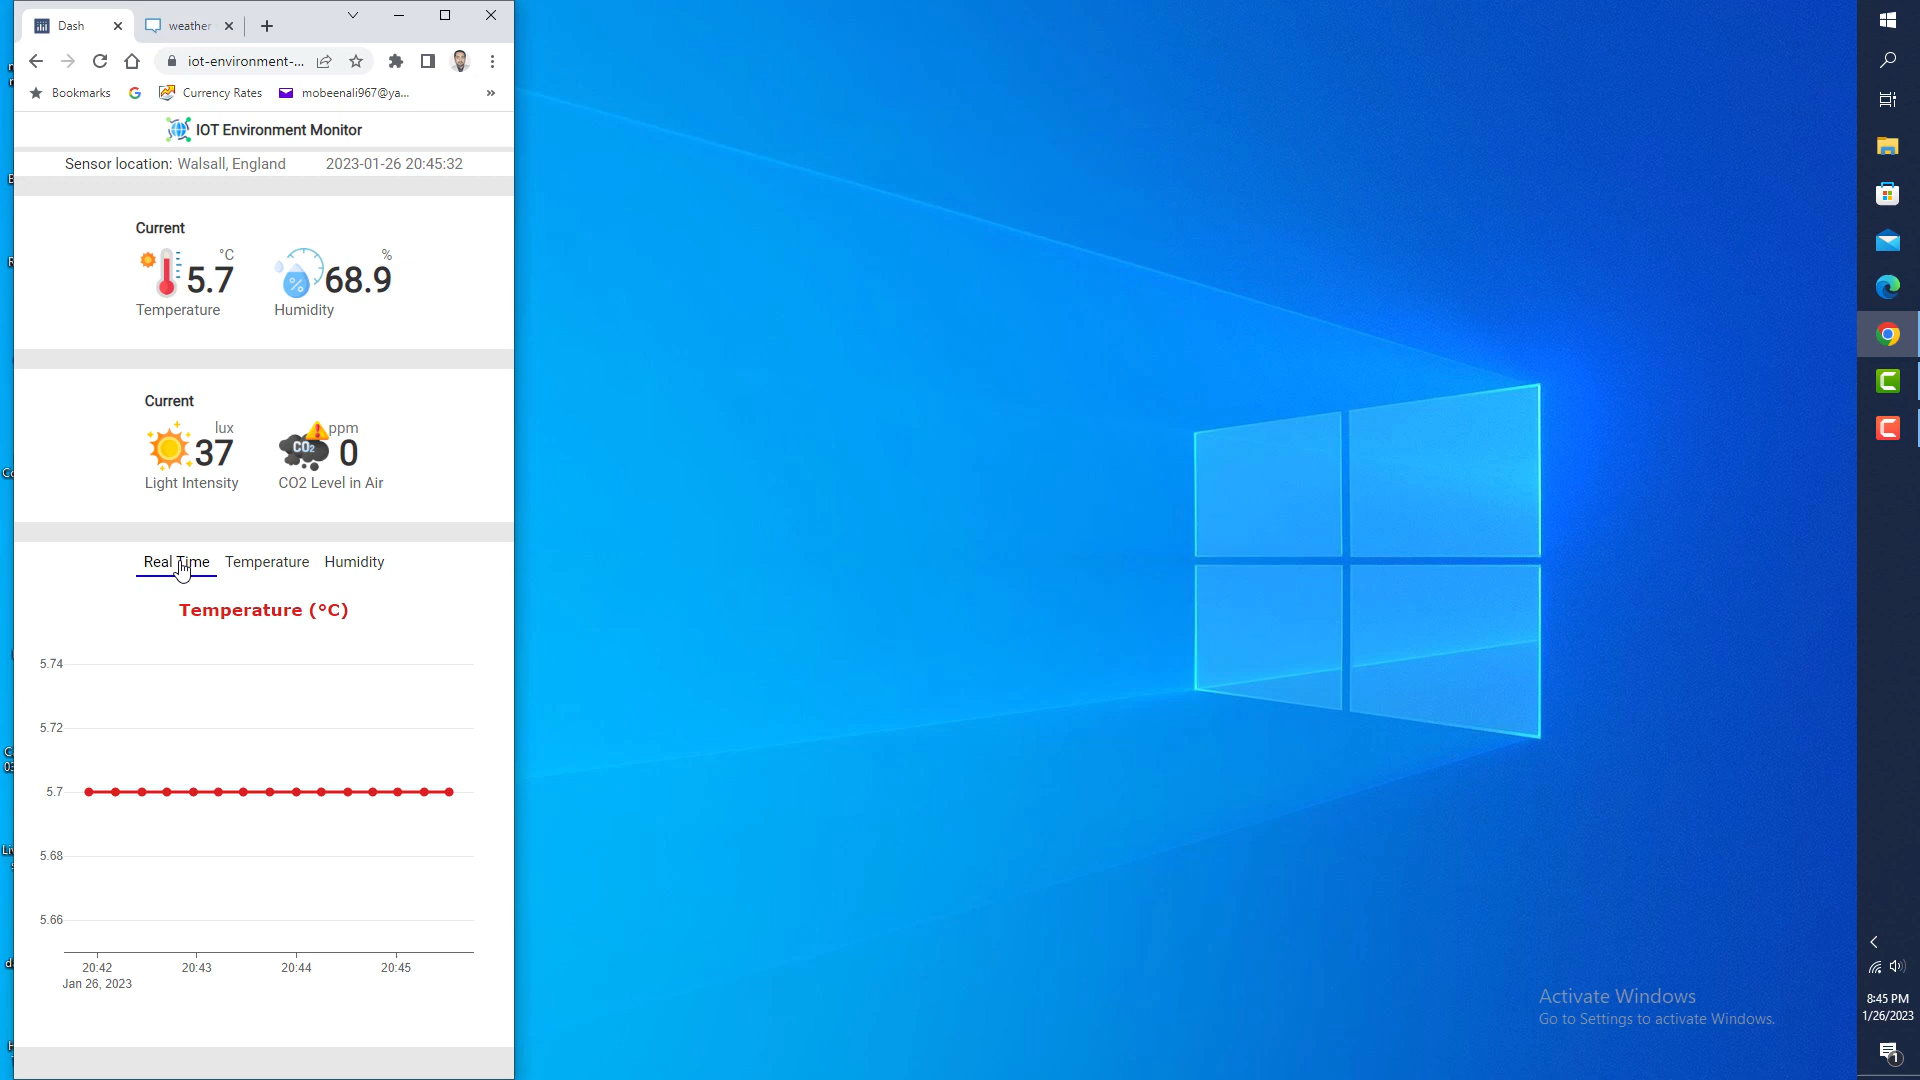 Dash
weather
iot-environment-...
Bookmarks
Currency Rates
mobeenali967@ya...
»
IOT Environment Monitor
Sensor location: Walsall, England 2023-01-26 20:45:32
Current
°C
5.7
Temperature
%
68.9
Humidity
Current
lux
37
Light Intensity
CO2
ppm
0
CO2 Level in Air
Real Time Temperature Humidity
Temperature (°C)
5.74
5.72
5.7
5.68
5.66
20:42 20:43 20:44 20:45
Jan 26, 2023
Activate Windows
Go to Settings to activate Windows.
8:45 PM
1/26/2023
1